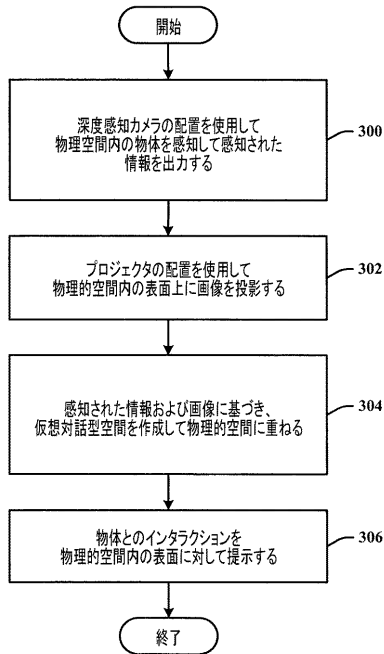 開始
深度感知カメラの配置を使用して
物理空間内の物体を感知して感知された
情報を出力する
300
プロジェクタの配置を使用して
物理的空間内の表面上に画像を投影する
302
感知された情報および画像に基づき、
仮想対話型空間を作成して物理的空間に重ねる
304
物体とのインタラクションを
物理的空間内の表面に対して提示する
306
終了